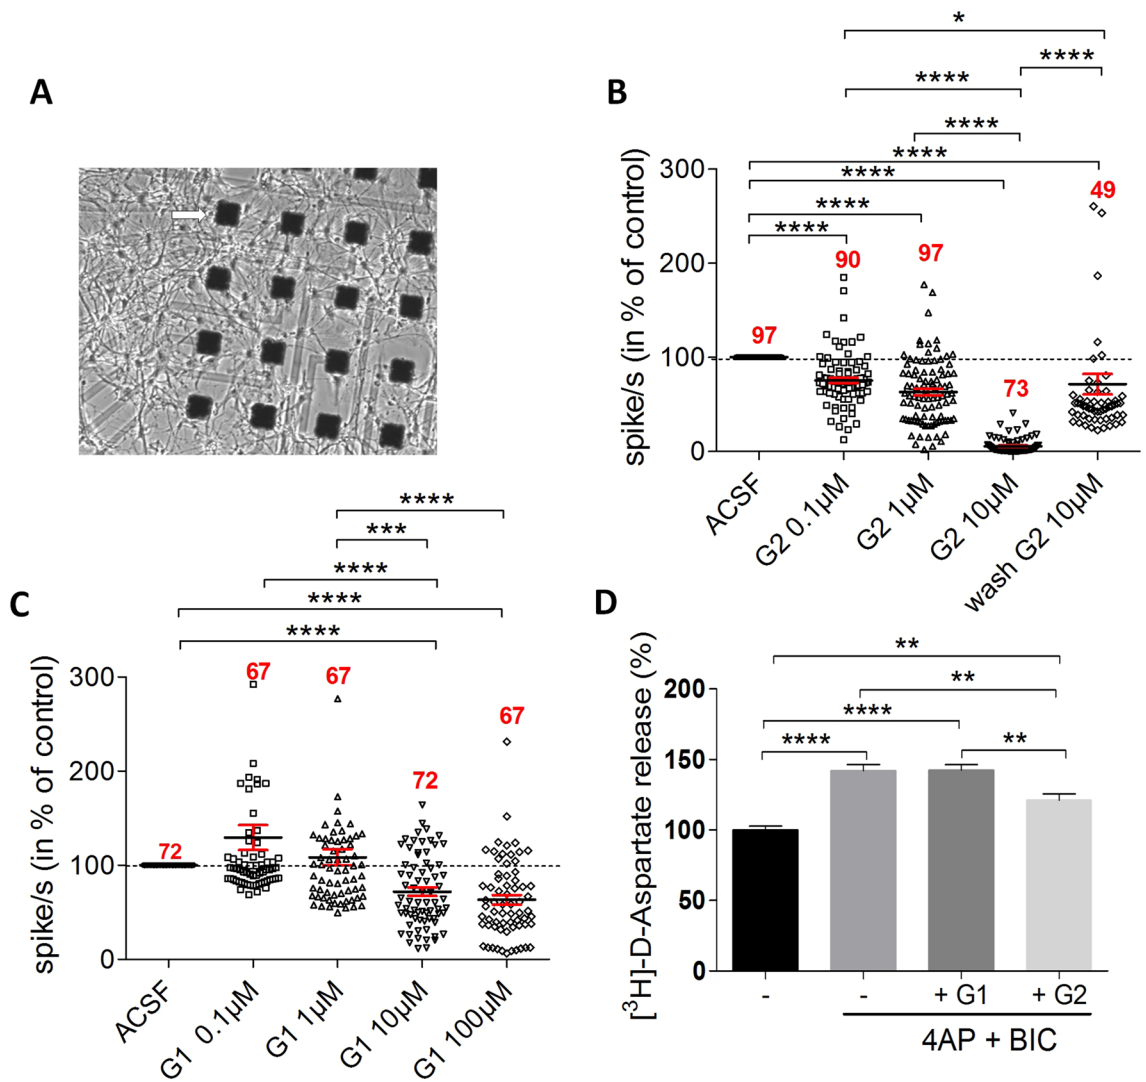 A
B
*
****
****
****
****
****
****
****
spike/s (in % of control)
300
200
100
0
97
90
97
73
49
ACSF
G2 0.1µM
G2 1µM
G2 10µM
wash G2 10µM
C
****
***
****
****
****
spike/s (in % of control)
300
200
100
0
72
67
67
72
67
ACSF
G1 0.1µM
G1 1µM
G1 10µM
G1 100µM
D
**
**
****
****
**
[³H]-D-Aspartate release (%)
200
150
100
50
0
- - + G1 + G2
4AP + BIC